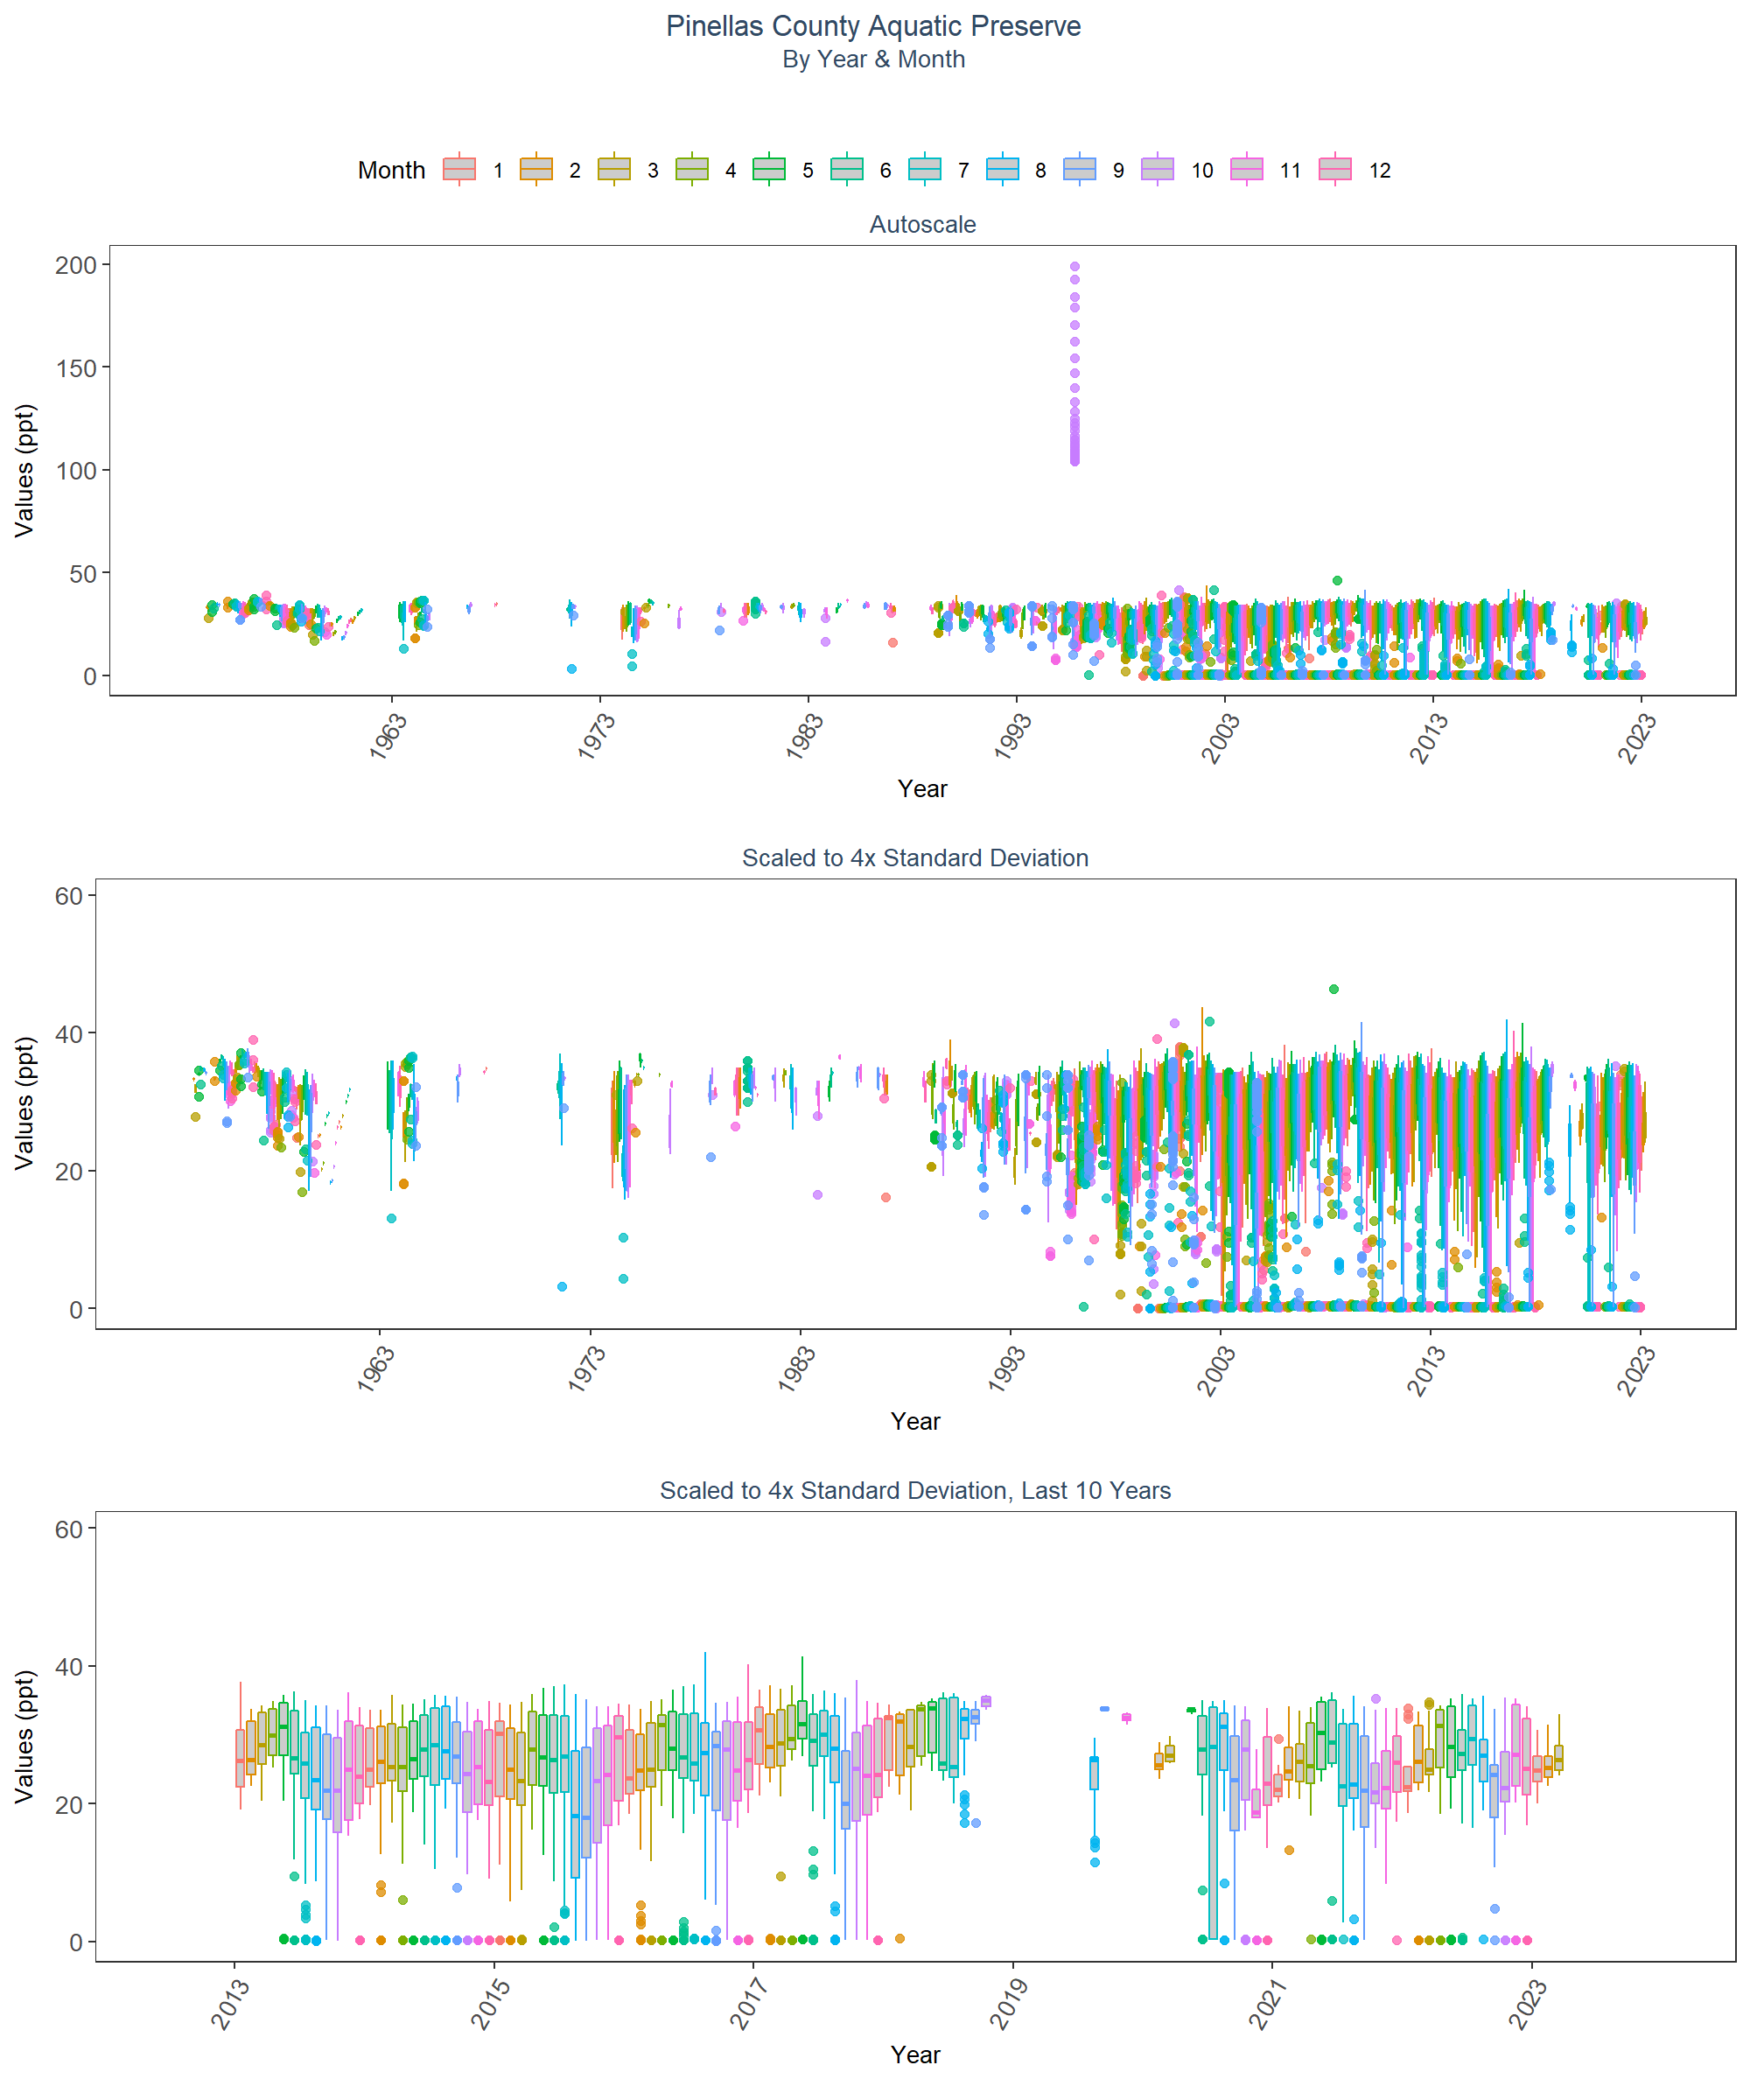 Pinellas County Aquatic Preserve
By Year & Month
Month 1 2 3 4 5 6 7 8 9 10 11 12
Autoscale
200
150
100
50
0
Values (ppt)
1963 1973 1983 1993 2003 2013 2023
Year
Scaled to 4x Standard Deviation
60
40
20
0
Values (ppt)
1963 1973 1983 1993 2003 2013 2023
Year
Scaled to 4x Standard Deviation, Last 10 Years
60
40
20
0
Values (ppt)
2013 2015 2017 2019 2021 2023
Year